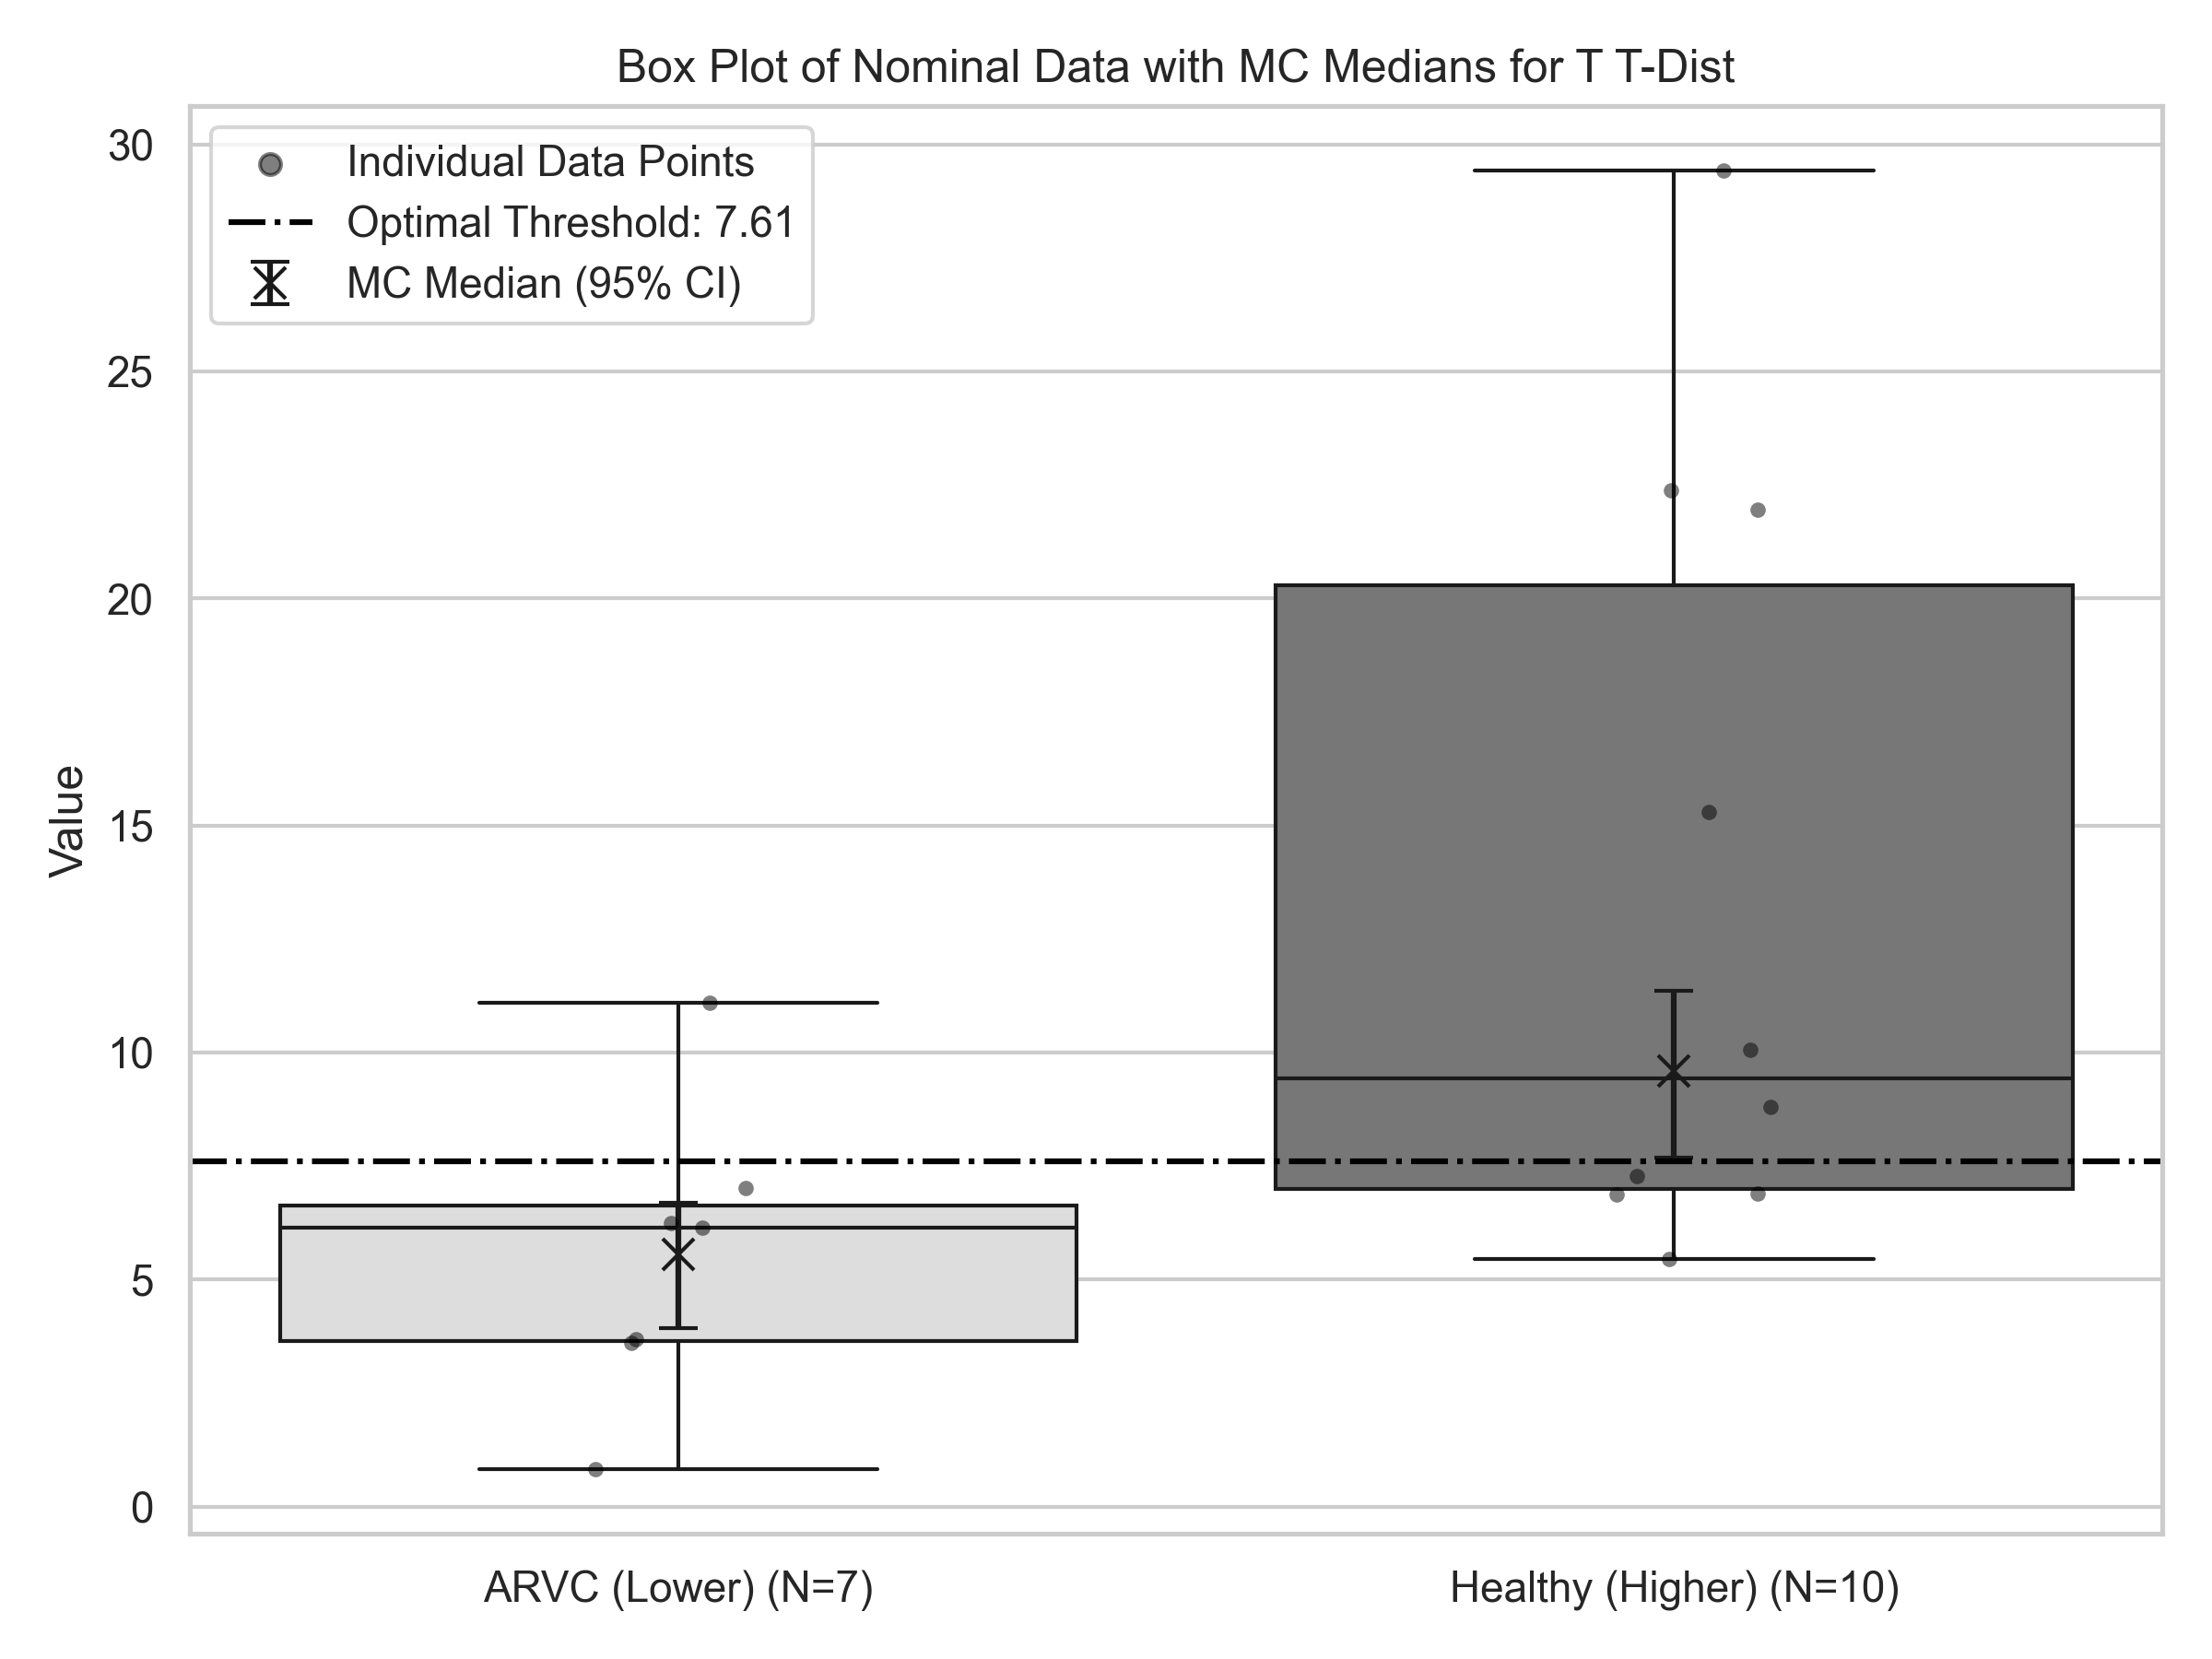 Box Plot of Nominal Data with MC Medians for T T-Dist
Individual Data Points
Optimal Threshold: 7.61
MC Median (95% CI)
Value
30
25
20
15
10
5
0
ARVC (Lower) (N=7)
Healthy (Higher) (N=10)